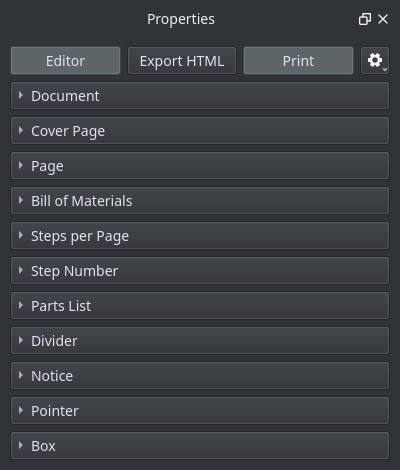 Properties
Editor Export HTML Print
Document
Cover Page
Page
Bill of Materials
Steps per Page
Step Number
Parts List
Divider
Notice
Pointer
Box